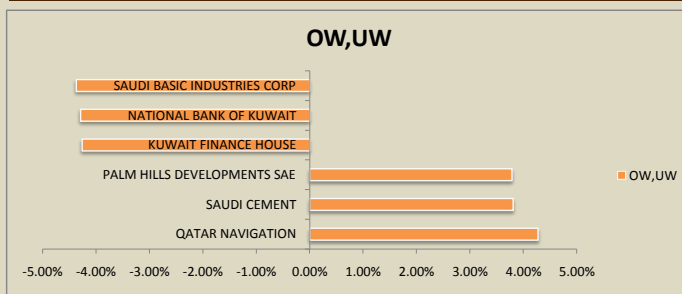 OW,UW
SAUDI BASIC INDUSTRIES CORP
NATIONAL BANK OF KUWAIT
KUWAIT FINANCE HOUSE
PALM HILLS DEVELOPMENTS SAE
OW,UW
SAUDI CEMENT
QATAR NAVIGATION
-5.00% -4.00% -3.00% -2.00% -1.00% 0.00% 1.00% 2.00% 3.00% 4.00% 5.00%